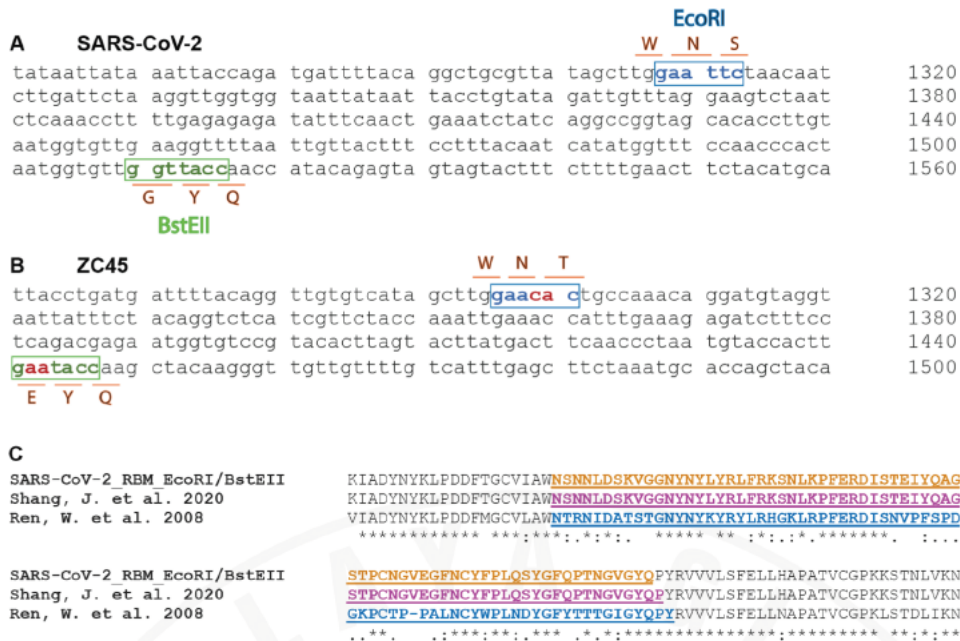 EcoRI
A SARS-CoV-2
W N S
tataattata aattaccaga tgattttaca ggctgcgtta tagcttggaa ttctaacaat 1320
cttgattcta aggttggtgg taattataat tacctgtata gattgtttag gaagtctaat 1380
ctcaaacctt ttgagagaga tatttcaact gaaatctatc aggccggtag cacaccttgt 1440
aatggtgttg aaggttttaa ttgttacttt cctttacaat catatggttt ccaacccact 1500
aatggtgttg gttaccaacc atacagagta gtagtacttt cttttgaact tctacatgca 1560
G Y Q
BstEII
B ZC45
W N T
ttacctgatg attttacagg ttgtgtcata gcttggaaca ctgccaaaca ggatgtaggt 1320
aattatttct acaggtctca tcgttctacc aaattgaaac catttgaaag agatctttcc 1380
tcagacgaga atggtgtccg tacacttagt acttatgact tcaaccctaa tgtaccactt 1440
gaataccaag ctacaagggt tgttgttttg tcatttgagc ttctaaatgc accagctaca 1500
E Y Q
C
SARS-CoV-2_RBM_EcoRI/BstEII KIADYNYKLPDDFTGCVIAWNSNNLDSKVGGNYNYLYRLFRKSNLKPFERDISTEIYQAG
Shang, J. et al. 2020 KIADYNYKLPDDFTGCVIAWNSNNLDSKVGGNYNYLYRLFRKSNLKPFERDISTEIYQAG
Ren, W. et al. 2008 VIADYNYKLPDDFMGCVLAWNTRNIDATSTGNYNYKYRYLRHGKLRPFERDISNVPFSPD
************ ***:***:.*:*:. ***** ** :*:.:*:*******. :...
SARS-CoV-2_RBM_EcoRI/BstEII STPCNGVEGFNCYFPLQSYGFQPTNGVGYQPYRVVVLSFELLHAPATVCGPKKSTNLVKN
Shang, J. et al. 2020 STPCNGVEGFNCYFPLQSYGFQPTNGVGYQPYRVVVLSFELLHAPATVCGPKKSTNLVKN
Ren, W. et al. 2008 GKPCTP-PALNCYWPLNDYGFYTTTGIGYQPYRVVVLSFELLNAPATVCGPKLSTDLIKN
..**. .:***:**:.*** .*.*:***************:********* **:*:**